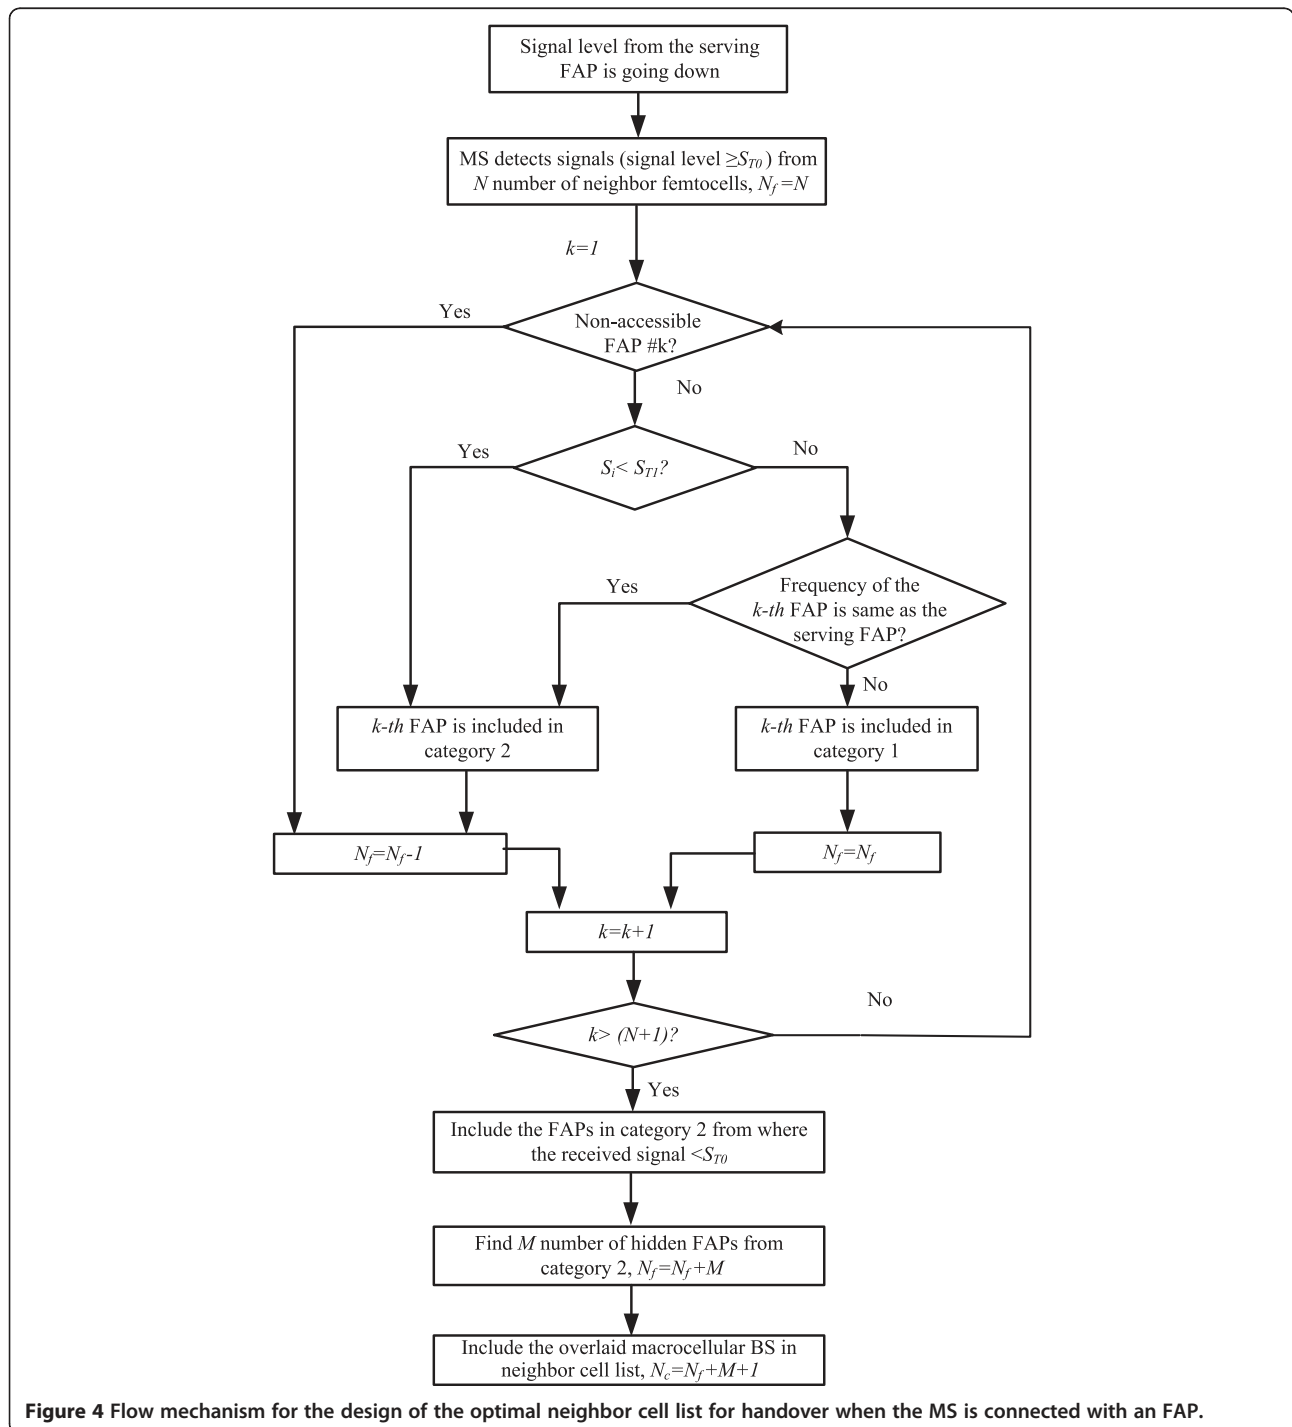 Signal level from the serving
FAP is going down
MS detects signals (signal level ≥S_T0) from
N number of neighbor femtocells, N_f=N
k=1
Yes
Non-accessible
FAP #k?
No
Yes
S_i< S_T1?
No
Yes
Frequency of the
k-th FAP is same as the
serving FAP?
No
k-th FAP is included in
category 2
k-th FAP is included in
category 1
N_f=N_f-1
N_f=N_f
k=k+1
k> (N+1)?
No
Yes
Include the FAPs in category 2 from where
the received signal <S_T0
Find M number of hidden FAPs from
category 2, N_f=N_f+M
Include the overlaid macrocellular BS in
neighbor cell list, N_c=N_f+M+1
Figure 4 Flow mechanism for the design of the optimal neighbor cell list for handover when the MS is connected with an FAP.